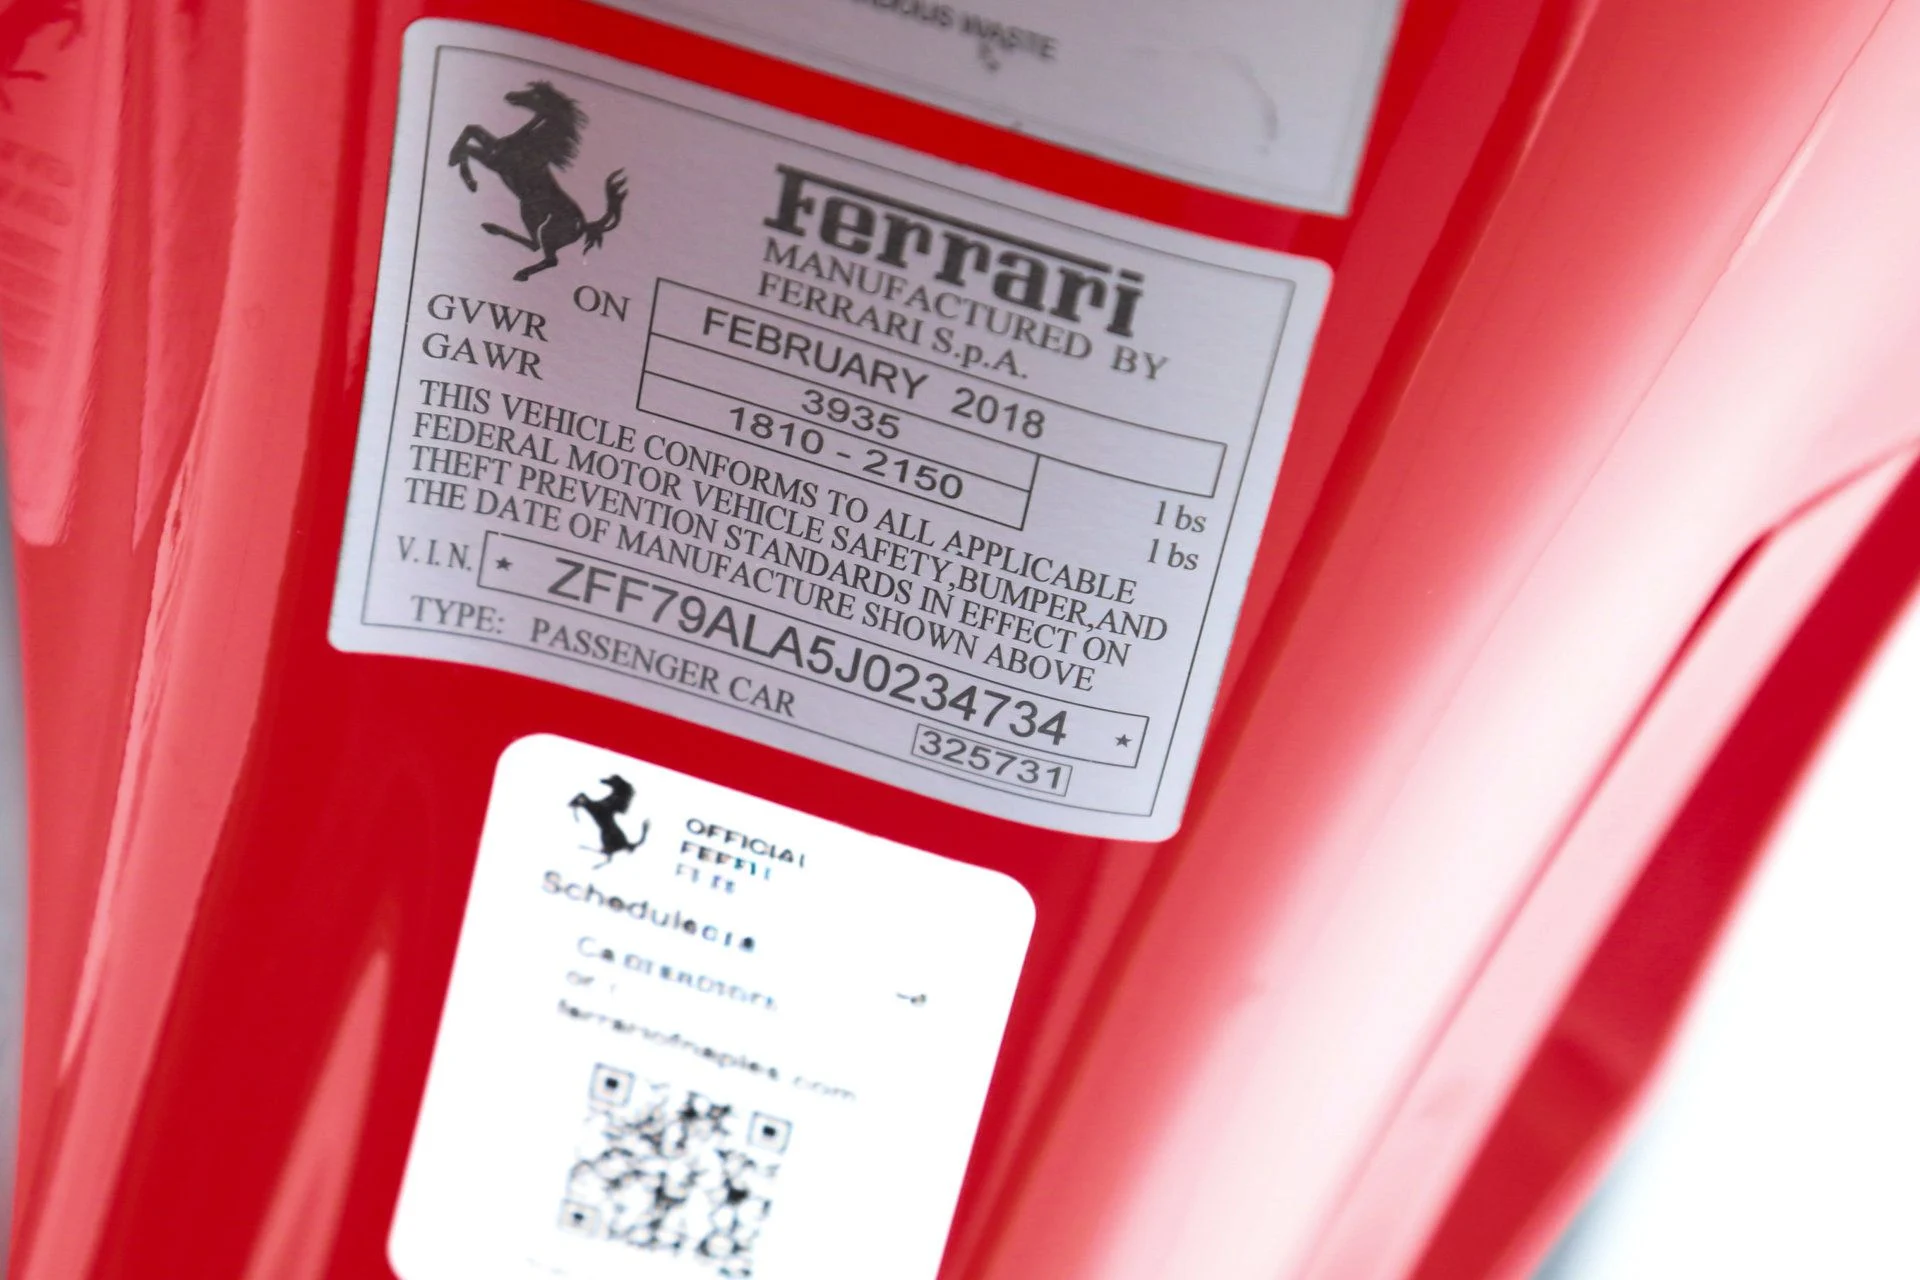 WASTE
Ferrari
MANUFACTURED BY
FERRARI S.p.A.
ON FEBRUARY 2018
GVWR 3935 lbs
GAWR 1810 - 2150 lbs
THIS VEHICLE CONFORMS TO ALL APPLICABLE
FEDERAL MOTOR VEHICLE SAFETY,BUMPER,AND
THEFT PREVENTION STANDARDS IN EFFECT ON
THE DATE OF MANUFACTURE SHOWN ABOVE
V.I.N. * ZFF79ALA5J0234734 *
TYPE: PASSENGER CAR
325731
OFFICIAL
ferrariofnaples.com